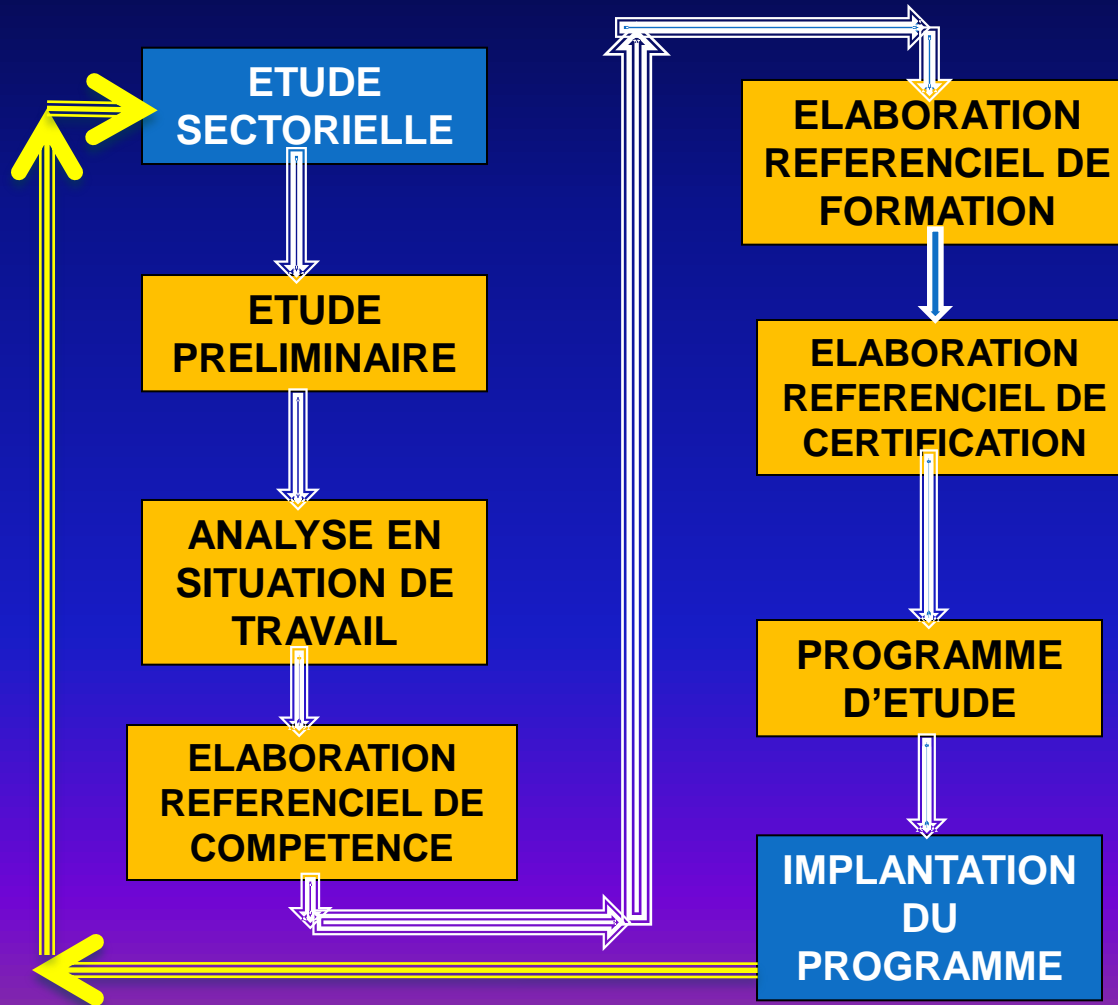 ETUDE
SECTORIELLE
ETUDE
PRELIMINAIRE
ANALYSE EN
SITUATION DE
TRAVAIL
ELABORATION
REFERENCIEL DE
COMPETENCE
ELABORATION
REFERENCIEL DE
FORMATION
ELABORATION
REFERENCIEL DE
CERTIFICATION
PROGRAMME
D’ETUDE
IMPLANTATION
DU
PROGRAMME